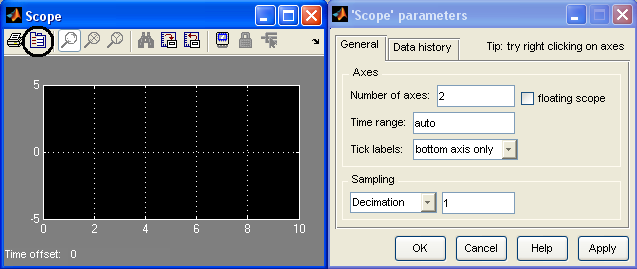 Scope
5
0
-5
0 2 4 6 8 10
Time offset: 0
'Scope' parameters
General Data history Tip: try right clicking on axes
Axes
Number of axes: 2 floating scope
Time range: auto
Tick labels: bottom axis only
Sampling
Decimation 1
OK Cancel Help Apply